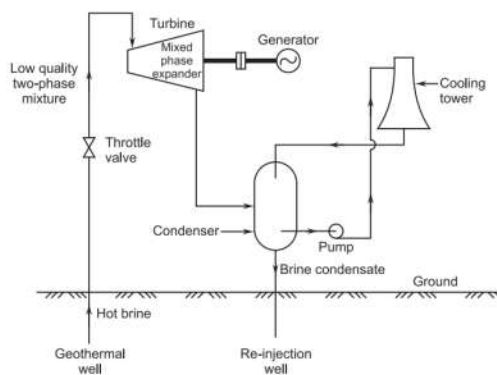 Turbine
Mixed
phase
expander
Generator
Low quality
two-phase
mixture
Cooling
tower
Throttle
valve
Condenser
Pump
Brine condensate
Ground
Hot brine
Geothermal
well
Re-injection
well